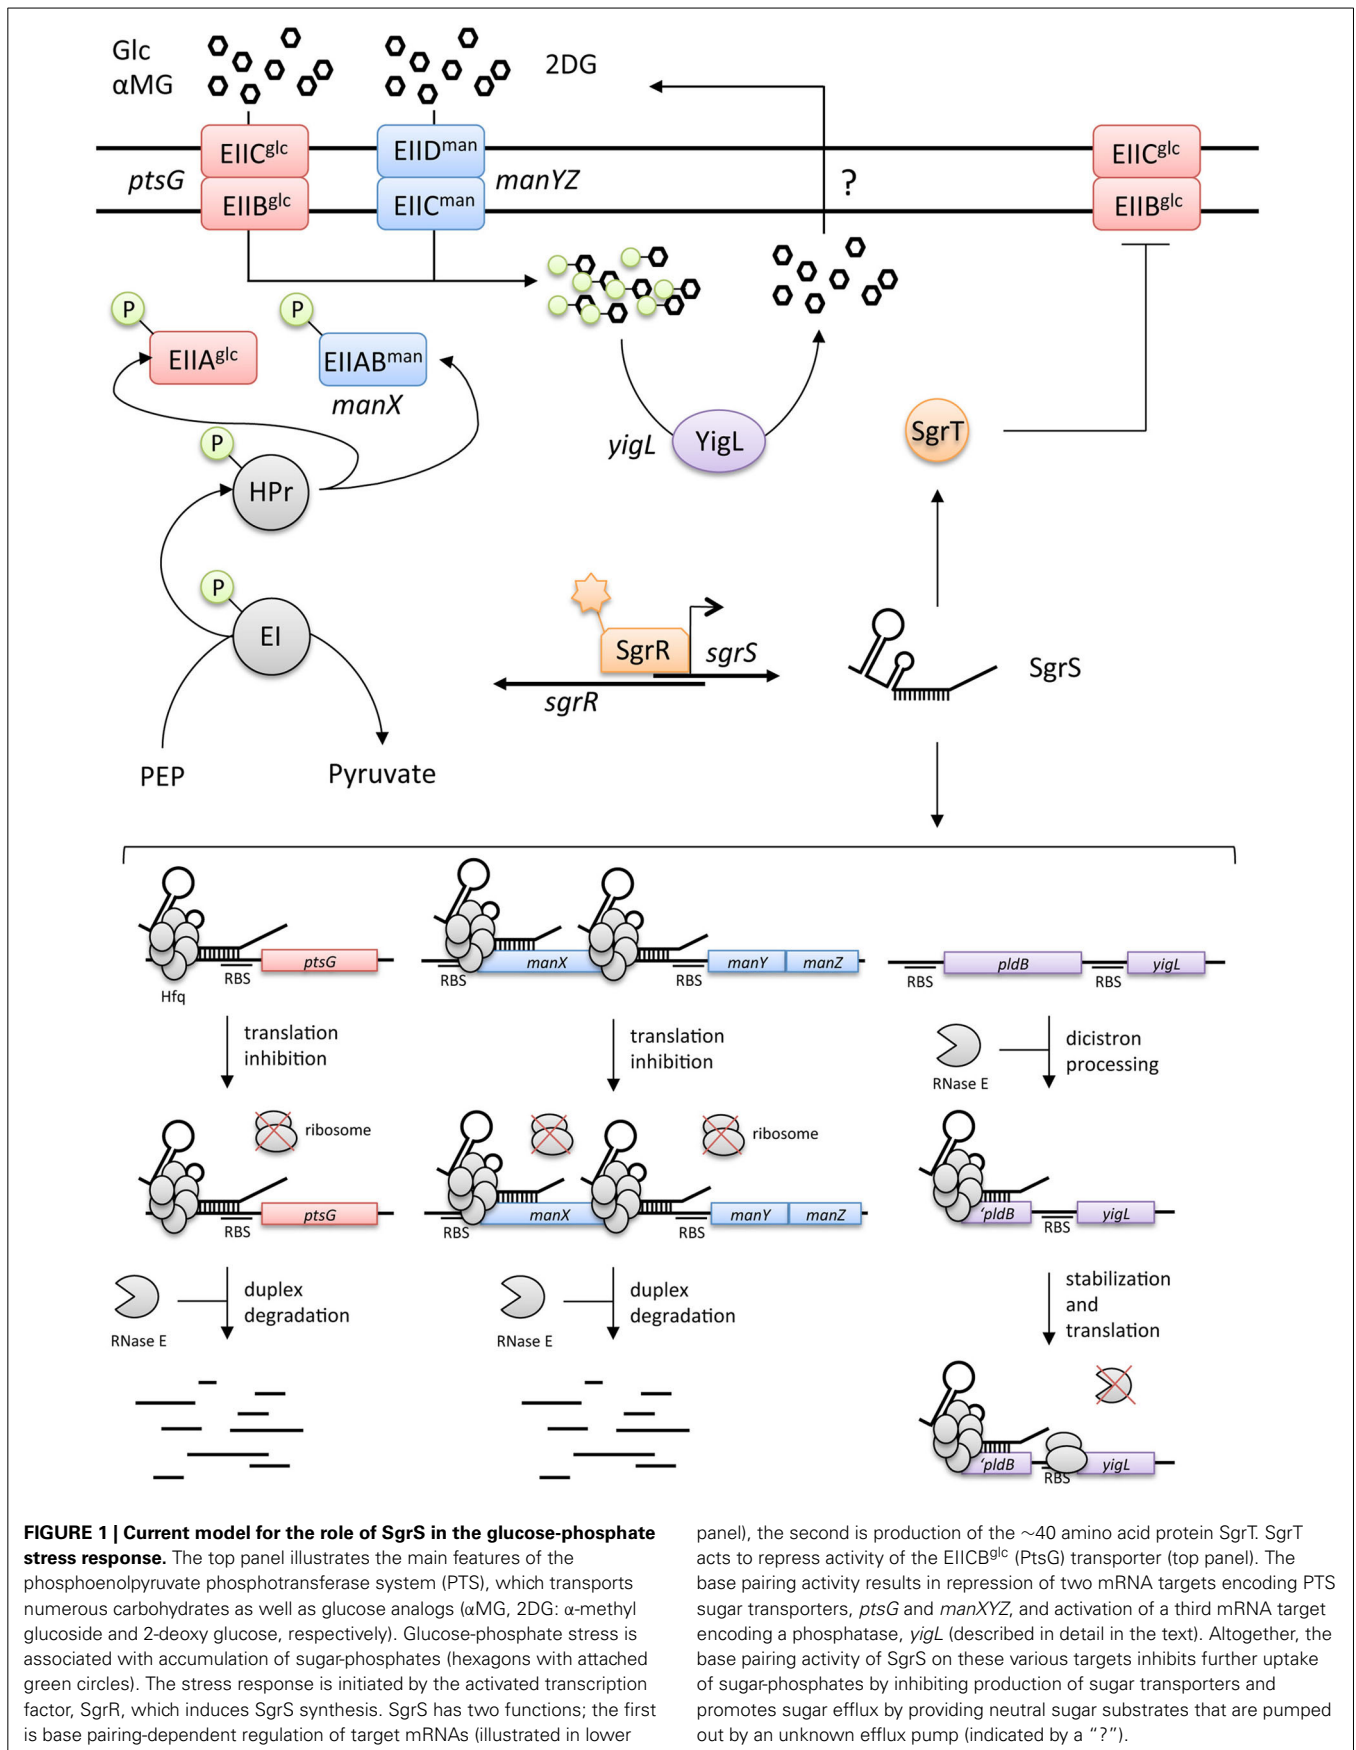 Glc
αMG
2DG
EIICglc
EIIDman
EIICglc
ptsG
manYZ
?
EIIBglc
EIICman
EIIBglc
P
P
EIIAglc
EIIABman
manX
P
HPr
yigL
YigL
SgrT
P
EI
SgrR
sgrS
sgrR
SgrS
PEP
Pyruvate
RBS
ptsG
Hfq
RBS
manX
RBS
manY
manZ
RBS
pldB
RBS
yigL
translation
inhibition
translation
inhibition
RNase E
dicistron
processing
ribosome
ribosome
RBS
ptsG
RBS
manX
RBS
manY
manZ
'pldB
RBS
yigL
RNase E
duplex
degradation
RNase E
duplex
degradation
stabilization
and
translation
'pldB
RBS
yigL
FIGURE 1 | Current model for the role of SgrS in the glucose-phosphate
stress response. The top panel illustrates the main features of the
phosphoenolpyruvate phosphotransferase system (PTS), which transports
numerous carbohydrates as well as glucose analogs (αMG, 2DG: α-methyl
glucoside and 2-deoxy glucose, respectively). Glucose-phosphate stress is
associated with accumulation of sugar-phosphates (hexagons with attached
green circles). The stress response is initiated by the activated transcription
factor, SgrR, which induces SgrS synthesis. SgrS has two functions; the first
is base pairing-dependent regulation of target mRNAs (illustrated in lower
panel), the second is production of the ∼40 amino acid protein SgrT. SgrT
acts to repress activity of the EIICBglc (PtsG) transporter (top panel). The
base pairing activity results in repression of two mRNA targets encoding PTS
sugar transporters, ptsG and manXYZ, and activation of a third mRNA target
encoding a phosphatase, yigL (described in detail in the text). Altogether, the
base pairing activity of SgrS on these various targets inhibits further uptake
of sugar-phosphates by inhibiting production of sugar transporters and
promotes sugar efflux by providing neutral sugar substrates that are pumped
out by an unknown efflux pump (indicated by a "?").